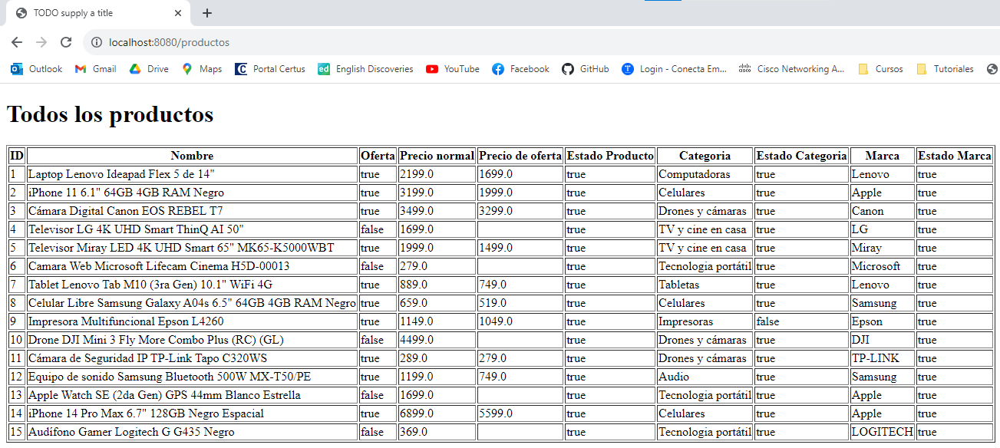 TODO supply a title
localhost:8080/productos
Outlook Gmail Drive Maps Portal Certus English Discoveries YouTube Facebook GitHub Login - Conecta Em... Cisco Networking A... Cursos Tutoriales
Todos los productos
ID Nombre Oferta Precio normal Precio de oferta Estado Producto Categoria Estado Categoria Marca Estado Marca
1 Laptop Lenovo Ideapad Flex 5 de 14" true 2199.0 1699.0 true Computadoras true Lenovo true
2 iPhone 11 6.1" 64GB 4GB RAM Negro true 3199.0 1999.0 true Celulares true Apple true
3 Cámara Digital Canon EOS REBEL T7 true 3499.0 3299.0 true Drones y cámaras true Canon true
4 Televisor LG 4K UHD Smart ThinQ AI 50" false 1699.0 true TV y cine en casa true LG true
5 Televisor Miray LED 4K UHD Smart 65" MK65-K5000WBT true 1999.0 1499.0 true TV y cine en casa true Miray true
6 Camara Web Microsoft Lifecam Cinema H5D-00013 false 279.0 true Tecnologia portátil true Microsoft true
7 Tablet Lenovo Tab M10 (3ra Gen) 10.1" WiFi 4G true 889.0 749.0 true Tabletas true Lenovo true
8 Celular Libre Samsung Galaxy A04s 6.5" 64GB 4GB RAM Negro true 659.0 519.0 true Celulares true Samsung true
9 Impresora Multifuncional Epson L4260 true 1149.0 1049.0 true Impresoras false Epson true
10 Drone DJI Mini 3 Fly More Combo Plus (RC) (GL) false 4499.0 true Drones y cámaras true DJI true
11 Cámara de Seguridad IP TP-Link Tapo C320WS true 289.0 279.0 true Drones y cámaras true TP-LINK true
12 Equipo de sonido Samsung Bluetooth 500W MX-T50/PE true 1199.0 749.0 true Audio true Samsung true
13 Apple Watch SE (2da Gen) GPS 44mm Blanco Estrella false 1699.0 true Tecnologia portátil true Apple true
14 iPhone 14 Pro Max 6.7" 128GB Negro Espacial true 6899.0 5599.0 true Celulares true Apple true
15 Audífono Gamer Logitech G G435 Negro false 369.0 true Tecnologia portátil true LOGITECH true